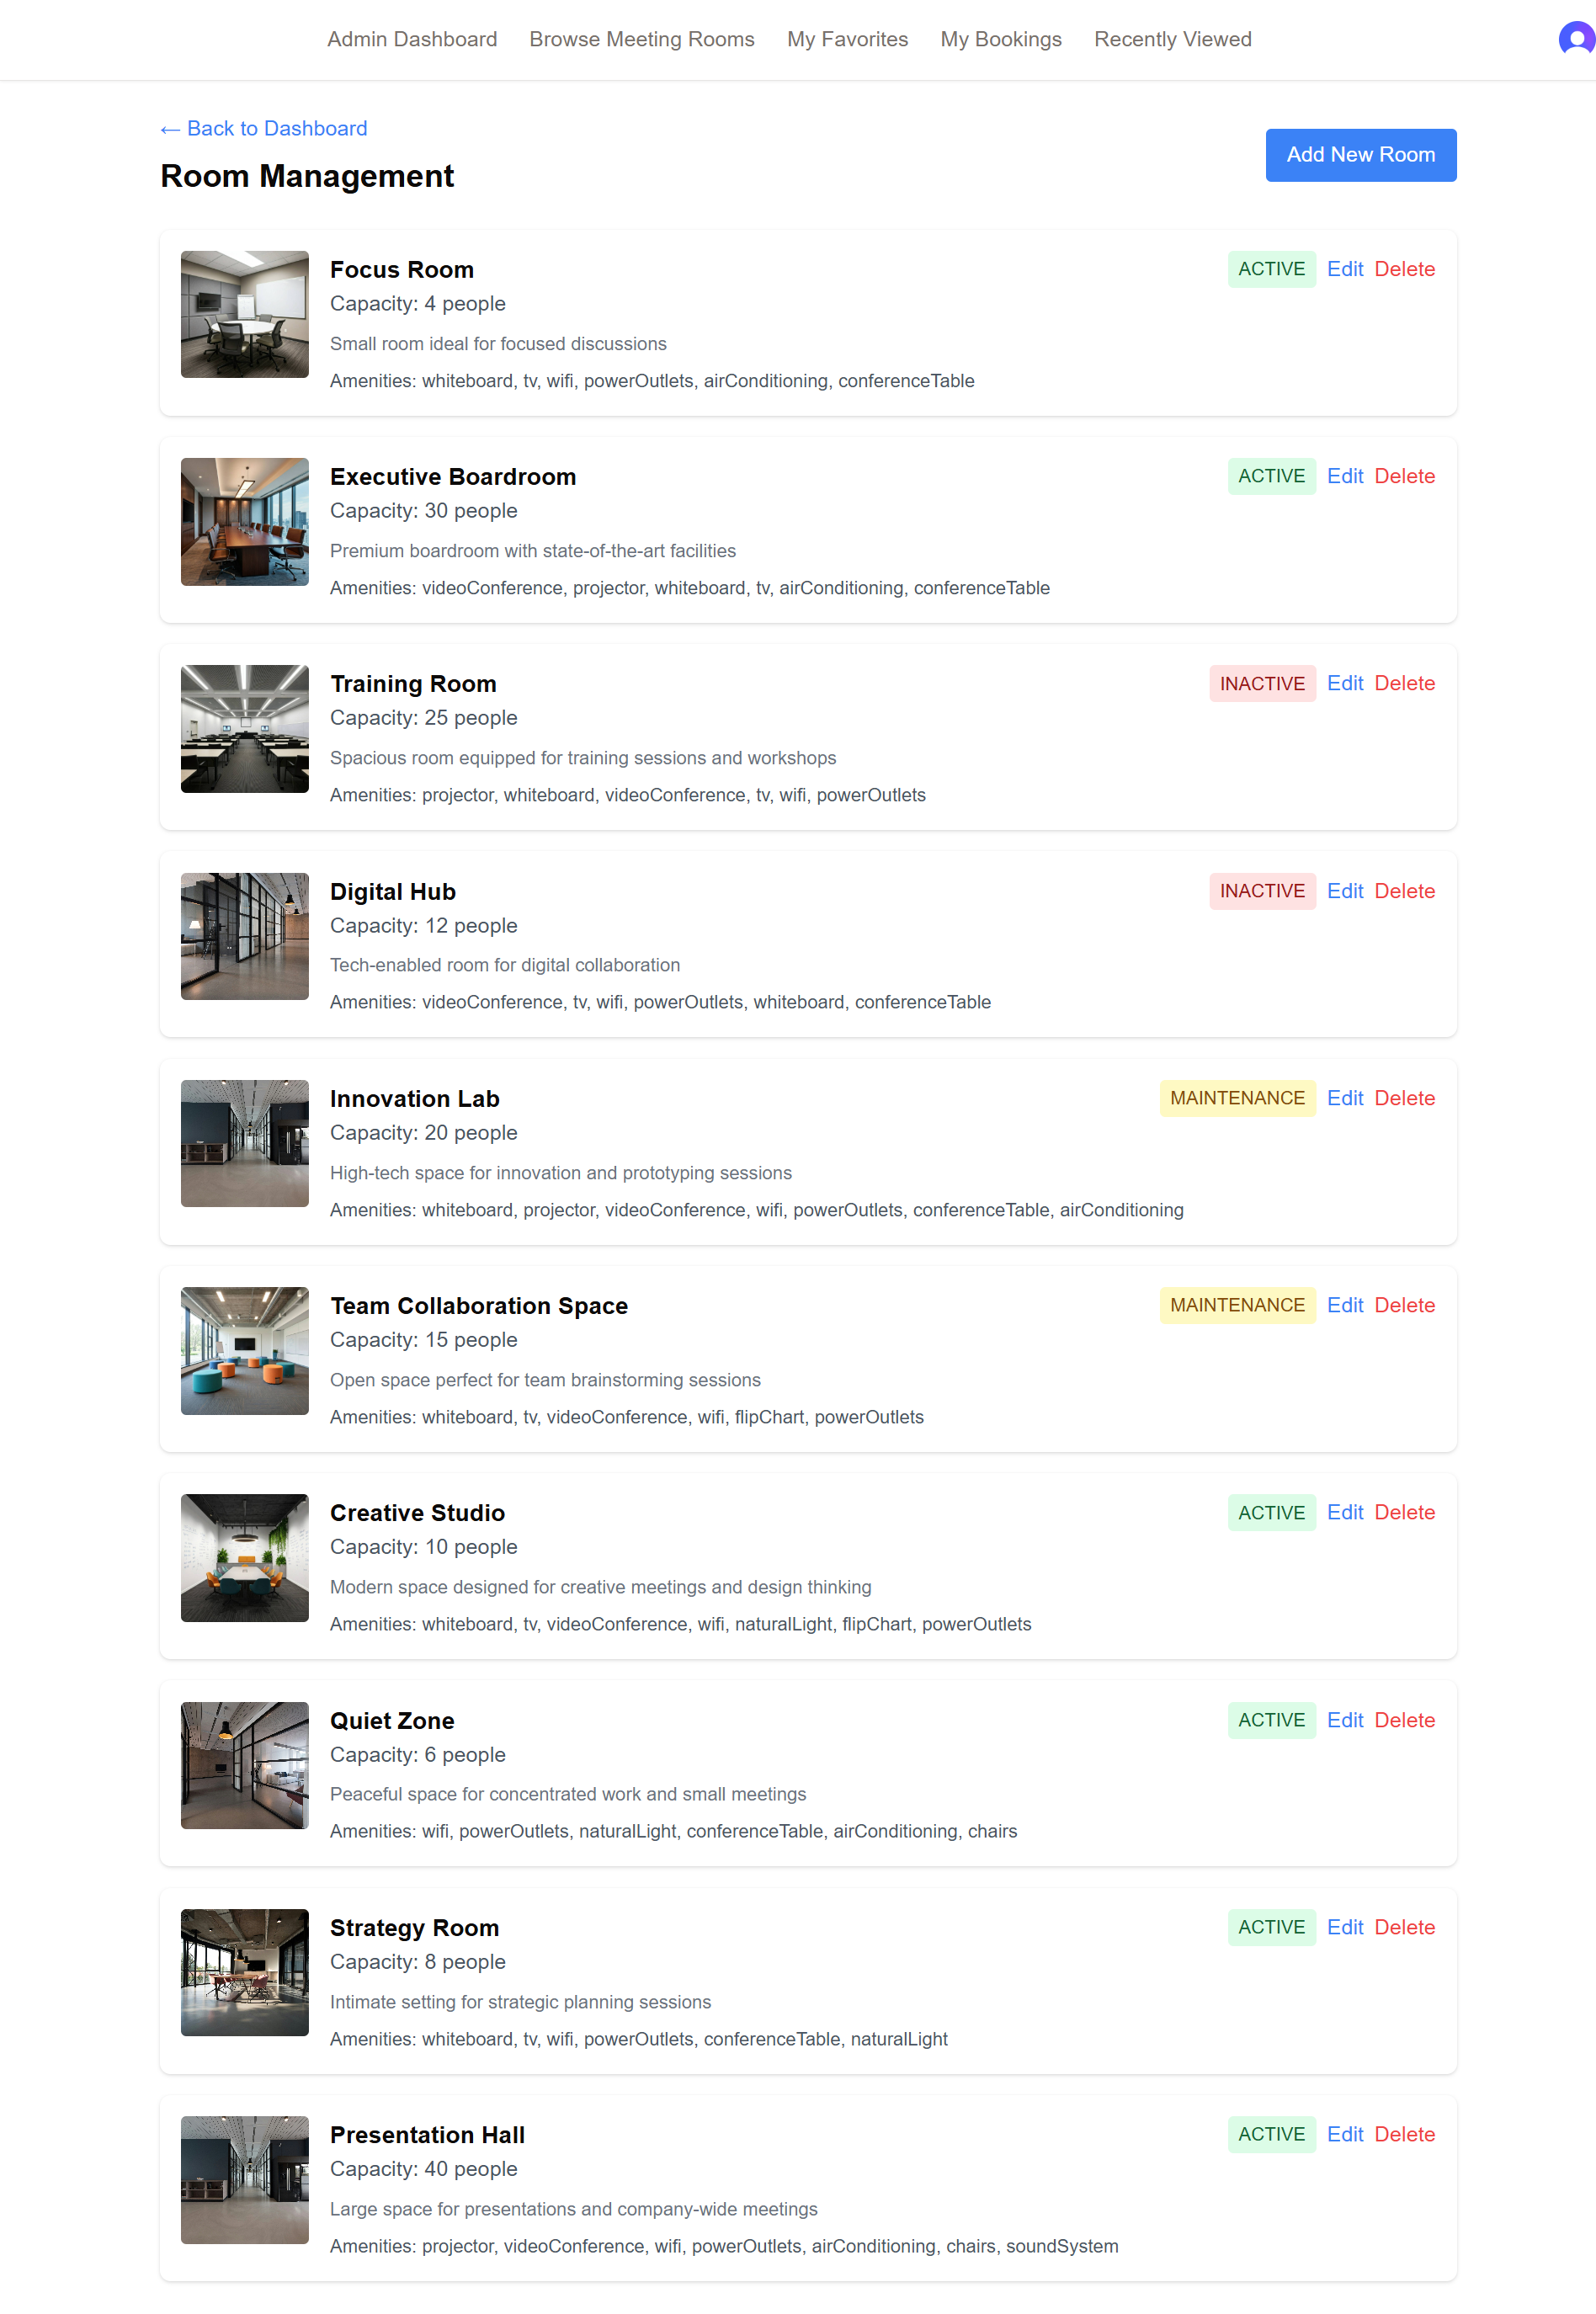 Admin Dashboard Browse Meeting Rooms My Favorites My Bookings Recently Viewed
← Back to Dashboard
Room Management
Add New Room
Focus Room
ACTIVE Edit Delete
Capacity: 4 people
Small room ideal for focused discussions
Amenities: whiteboard, tv, wifi, powerOutlets, airConditioning, conferenceTable
Executive Boardroom
ACTIVE Edit Delete
Capacity: 30 people
Premium boardroom with state-of-the-art facilities
Amenities: videoConference, projector, whiteboard, tv, airConditioning, conferenceTable
Training Room
INACTIVE Edit Delete
Capacity: 25 people
Spacious room equipped for training sessions and workshops
Amenities: projector, whiteboard, videoConference, tv, wifi, powerOutlets
Digital Hub
INACTIVE Edit Delete
Capacity: 12 people
Tech-enabled room for digital collaboration
Amenities: videoConference, tv, wifi, powerOutlets, whiteboard, conferenceTable
Innovation Lab
MAINTENANCE Edit Delete
Capacity: 20 people
High-tech space for innovation and prototyping sessions
Amenities: whiteboard, projector, videoConference, wifi, powerOutlets, conferenceTable, airConditioning
Team Collaboration Space
MAINTENANCE Edit Delete
Capacity: 15 people
Open space perfect for team brainstorming sessions
Amenities: whiteboard, tv, videoConference, wifi, flipChart, powerOutlets
Creative Studio
ACTIVE Edit Delete
Capacity: 10 people
Modern space designed for creative meetings and design thinking
Amenities: whiteboard, tv, videoConference, wifi, naturalLight, flipChart, powerOutlets
Quiet Zone
ACTIVE Edit Delete
Capacity: 6 people
Peaceful space for concentrated work and small meetings
Amenities: wifi, powerOutlets, naturalLight, conferenceTable, airConditioning, chairs
Strategy Room
ACTIVE Edit Delete
Capacity: 8 people
Intimate setting for strategic planning sessions
Amenities: whiteboard, tv, wifi, powerOutlets, conferenceTable, naturalLight
Presentation Hall
ACTIVE Edit Delete
Capacity: 40 people
Large space for presentations and company-wide meetings
Amenities: projector, videoConference, wifi, powerOutlets, airConditioning, chairs, soundSystem